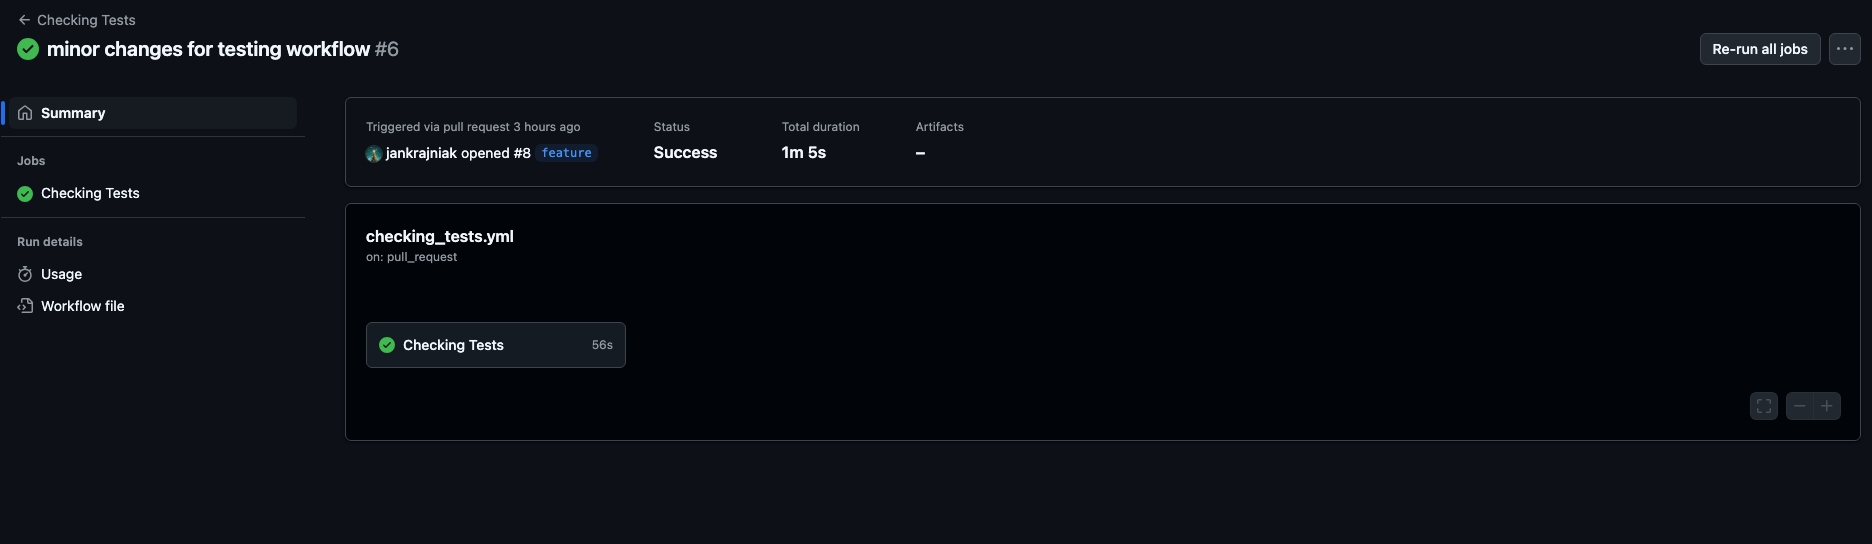 ← Checking Tests
minor changes for testing workflow #6
Re-run all jobs
Summary
Jobs
Checking Tests
Run details
Usage
Workflow file
Triggered via pull request 3 hours ago
jankrajniak opened #8 feature
Status
Success
Total duration
1m 5s
Artifacts
–
checking_tests.yml
on: pull_request
Checking Tests 56s